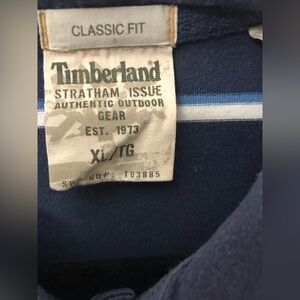 CLASSIC FIT
Timberland
STRATHAM ISSUE
AUTHENTIC OUTDOOR
GEAR
EST. 1973
XL/TG